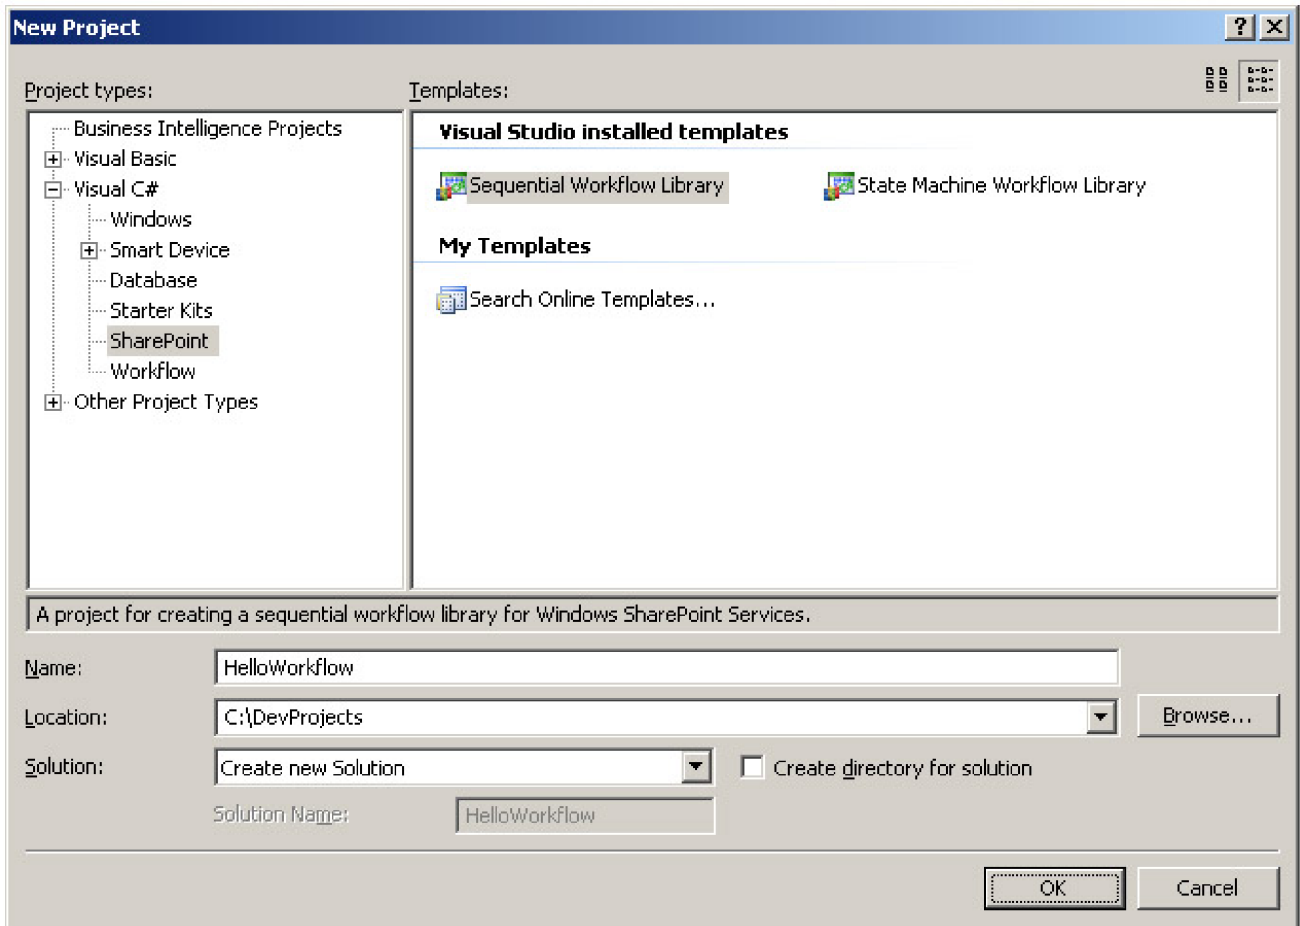 New Project
Project types:
Templates:
Business Intelligence Projects
Visual Basic
Visual C#
Windows
Smart Device
Database
Starter Kits
SharePoint
Workflow
Other Project Types
Visual Studio installed templates
Sequential Workflow Library
State Machine Workflow Library
My Templates
Search Online Templates...
A project for creating a sequential workflow library for Windows SharePoint Services.
Name:
HelloWorkflow
Location:
C:\DevProjects
Browse...
Solution:
Create new Solution
Create directory for solution
Solution Name:
HelloWorkflow
OK
Cancel